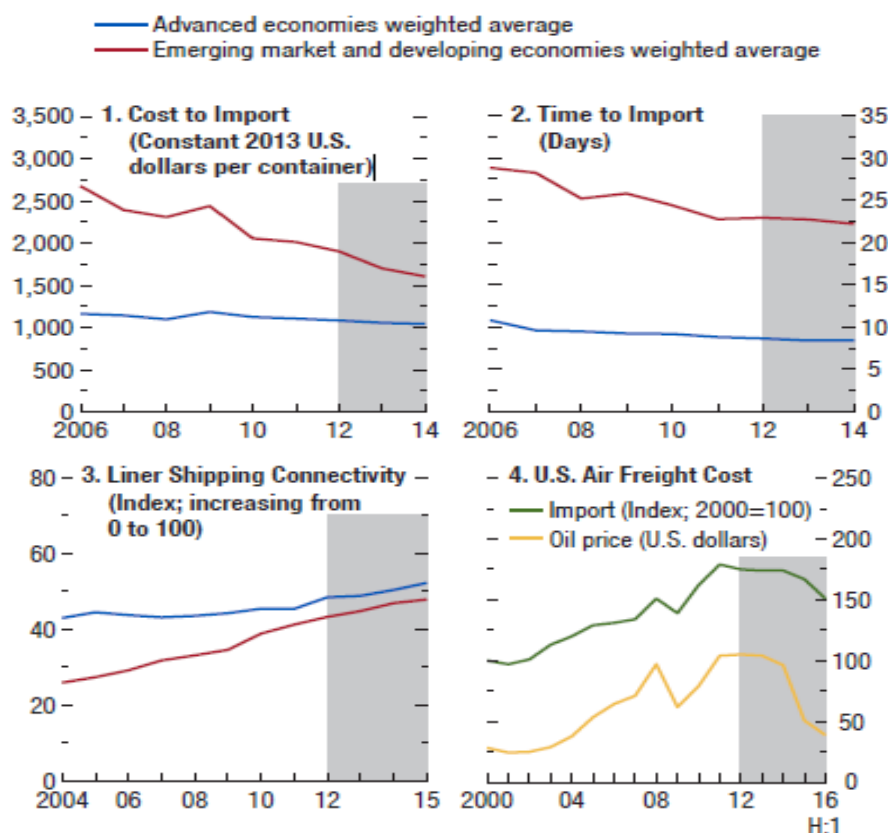 Advanced economies weighted average
Emerging market and developing economies weighted average
1. Cost to Import
(Constant 2013 U.S.
dollars per container)
3,500
3,000
2,500
2,000
1,500
1,000
500
0
2006 08 10 12 14
2. Time to Import
(Days)
35
30
25
20
15
10
5
0
2006 08 10 12 14
3. Liner Shipping Connectivity
(Index; increasing from
0 to 100)
80
60
40
20
0
2004 06 08 10 12 15
4. U.S. Air Freight Cost
Import (Index; 2000=100)
Oil price (U.S. dollars)
250
200
150
100
50
0
2000 04 08 12 16
H:1